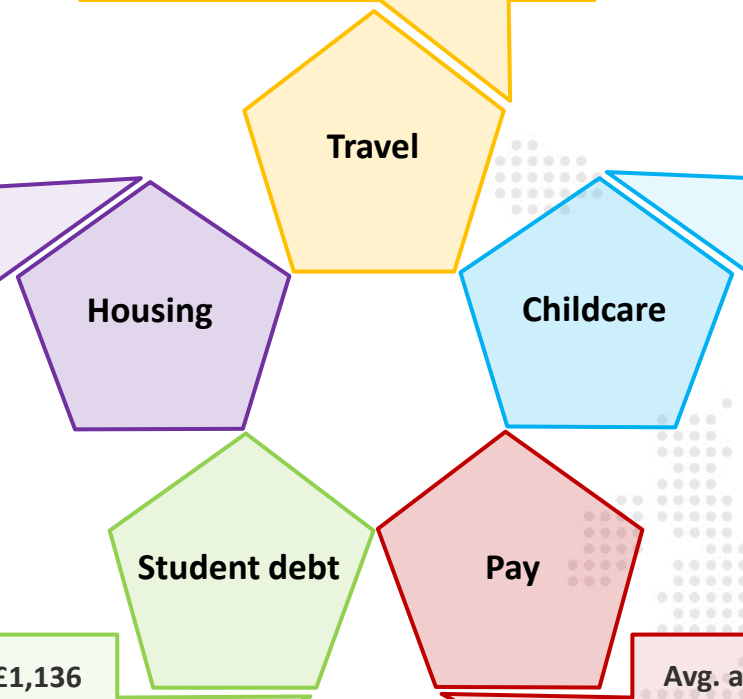 Travel
Housing
Childcare
Student debt
Pay
£1,136
Avg. a